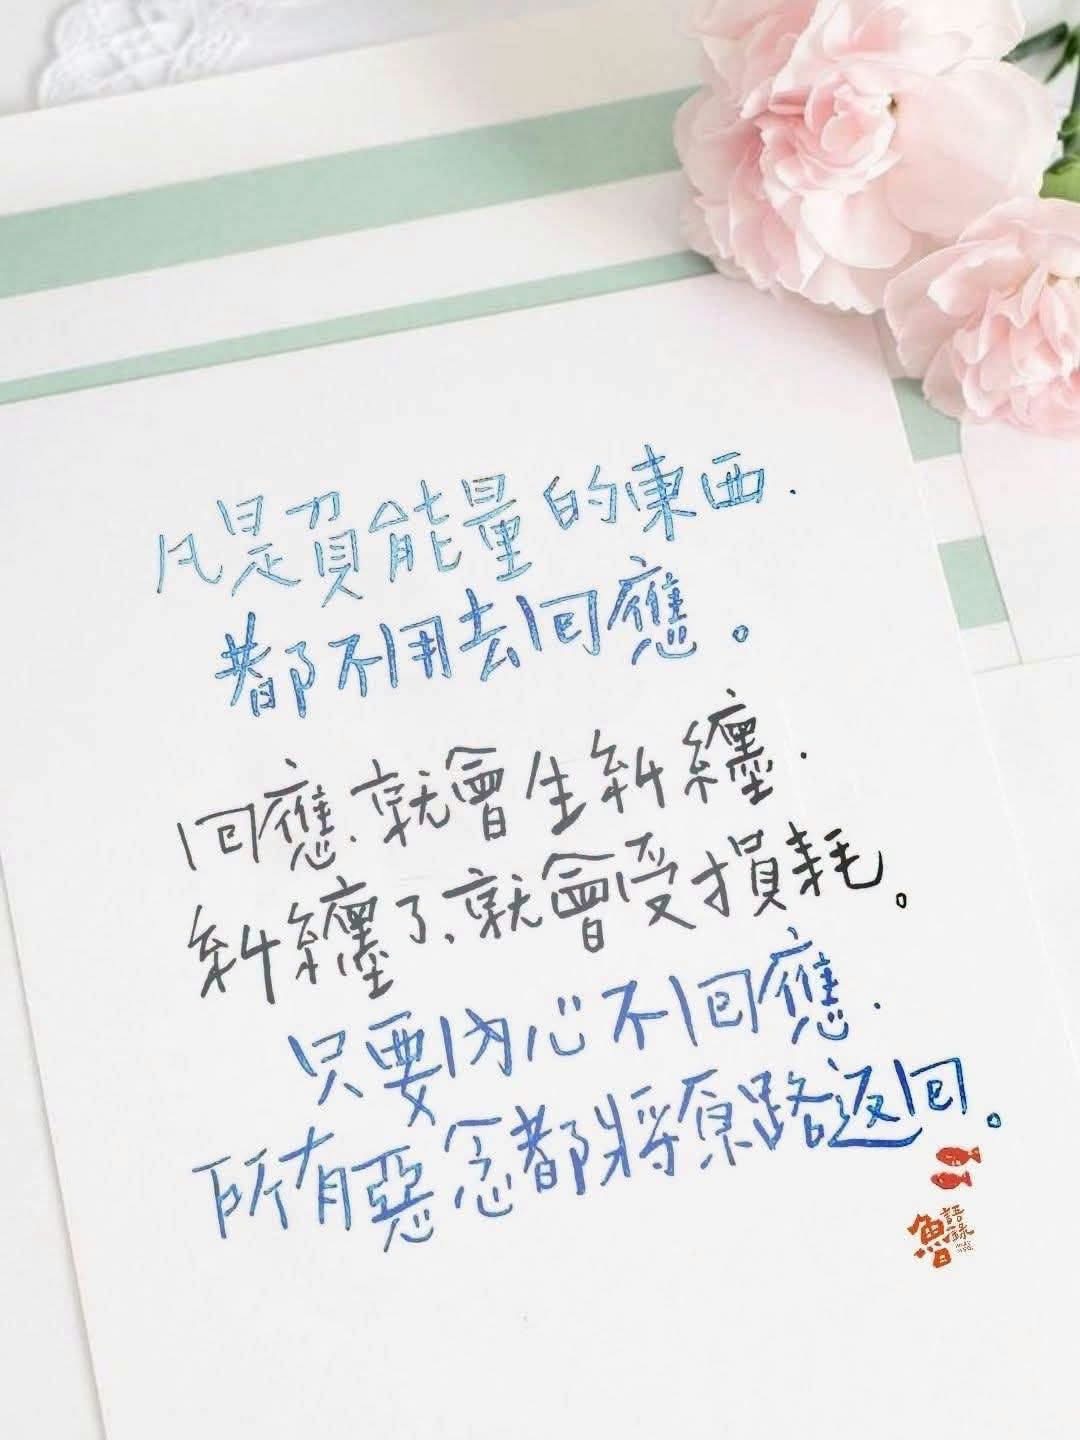 凡是負能量的東西.
都不用去回應。
回應、就會生糾纏.
糾纏了、就會受損耗。
只要內心不回應.
所有惡念都將原路返回。
魯
語錄